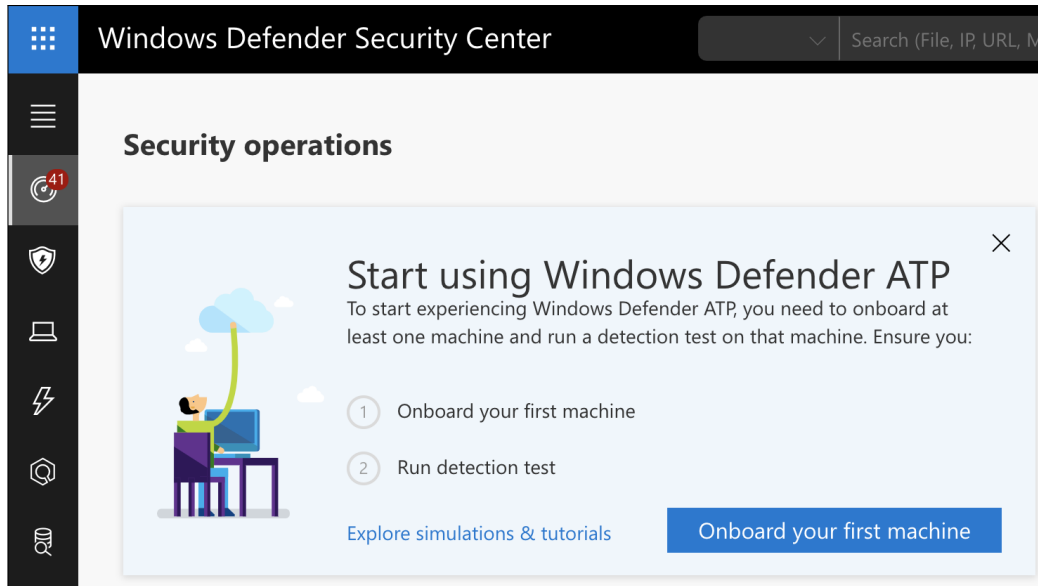 Windows Defender Security Center
Search (File, IP, URL, M
Security operations
41
Start using Windows Defender ATP
To start experiencing Windows Defender ATP, you need to onboard at
least one machine and run a detection test on that machine. Ensure you:
1 Onboard your first machine
2 Run detection test
Explore simulations & tutorials
Onboard your first machine